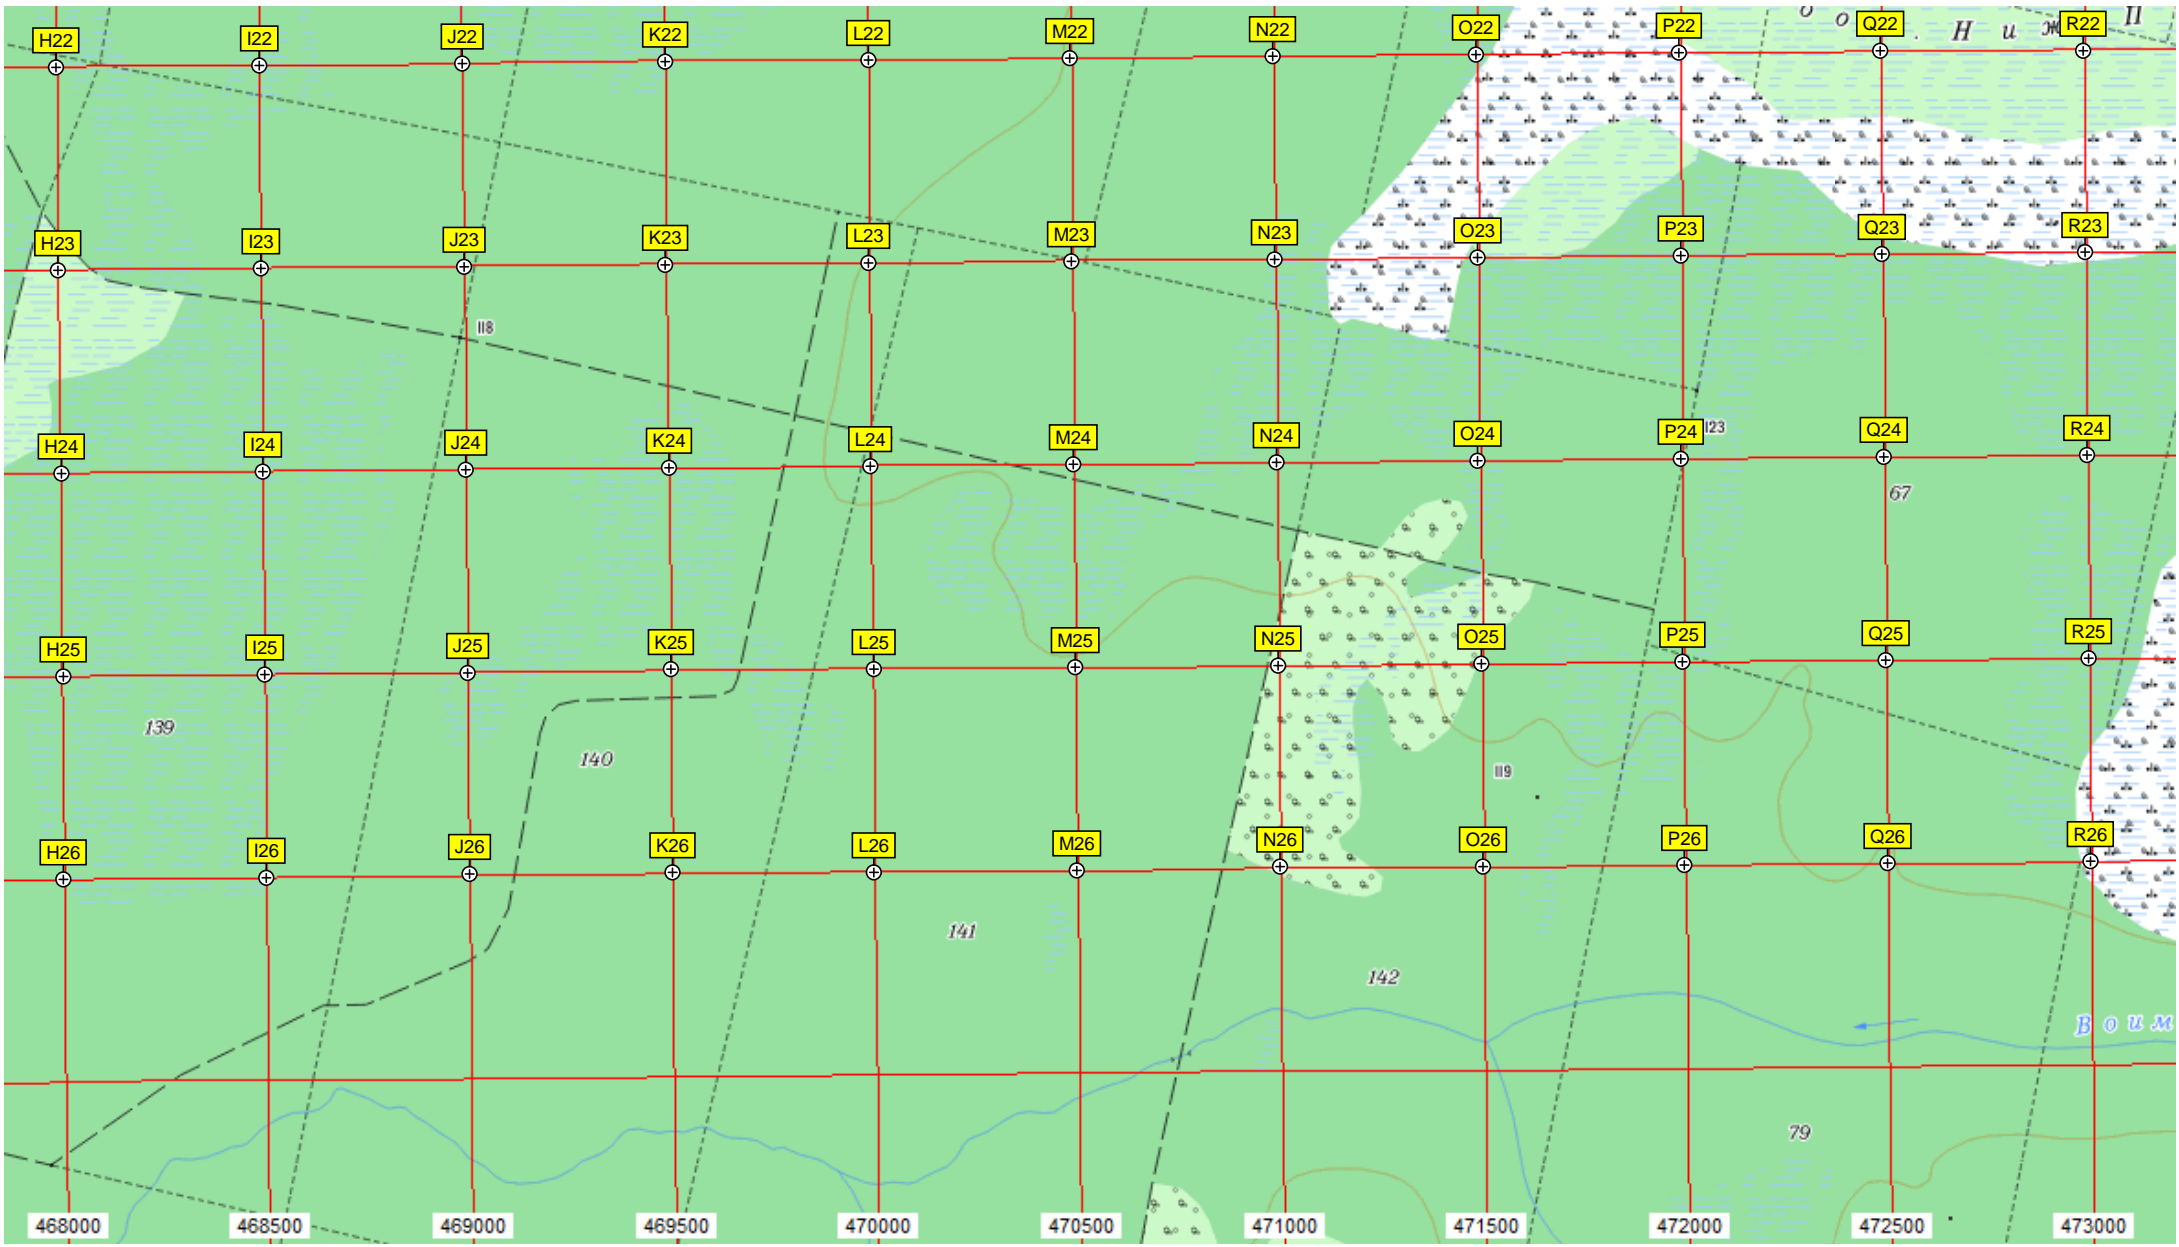 о о . Н и ж П
H22 I22 J22 K22 L22 M22 N22 O22 P22 Q22 R22
H23 I23 J23 K23 L23 M23 N23 O23 P23 Q23 R23
118
H24 I24 J24 K24 L24 M24 N24 O24 P24 123 Q24 R24
67
H25 I25 J25 K25 L25 M25 N25 O25 P25 Q25 R25
139
140
119
H26 I26 J26 K26 L26 M26 N26 O26 P26 Q26 R26
141
142
В о и м
79
468000 468500 469000 469500 470000 470500 471000 471500 472000 472500 473000